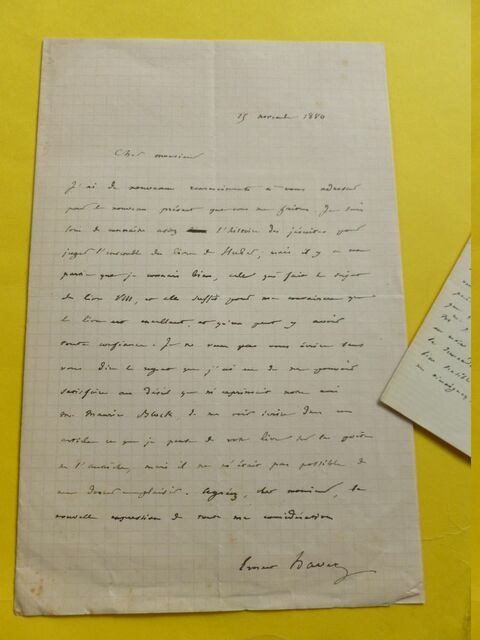 15 novembre 1880
Cher monsieur
J'ai de nouveaux remerciements à vous adresser
pour le nouveau présent que vous me faites. Je suis
loin de connaître assez l'histoire des jésuites pour
juger l'ensemble du livre de Huber, mais il y a une
partie que je connais bien, celle qui fait le sujet
du livre VIII, et elle suffit pour me convaincre que
le livre est excellent, et qu'on peut y avoir
toute confiance. Je ne veux pas vous écrire sans
vous dire le regret que j'ai eu de ne pouvoir
satisfaire au désir que m'exprimait notre ami
M. Maurice Block, de me voir écrire dans un
article ce que je pense de votre livre sur la
de l', mais il ne m'était pas possible de
me donner ce plaisir. Agréez, cher monsieur, la
nouvelle expression de toute ma considération
Ernest Havet